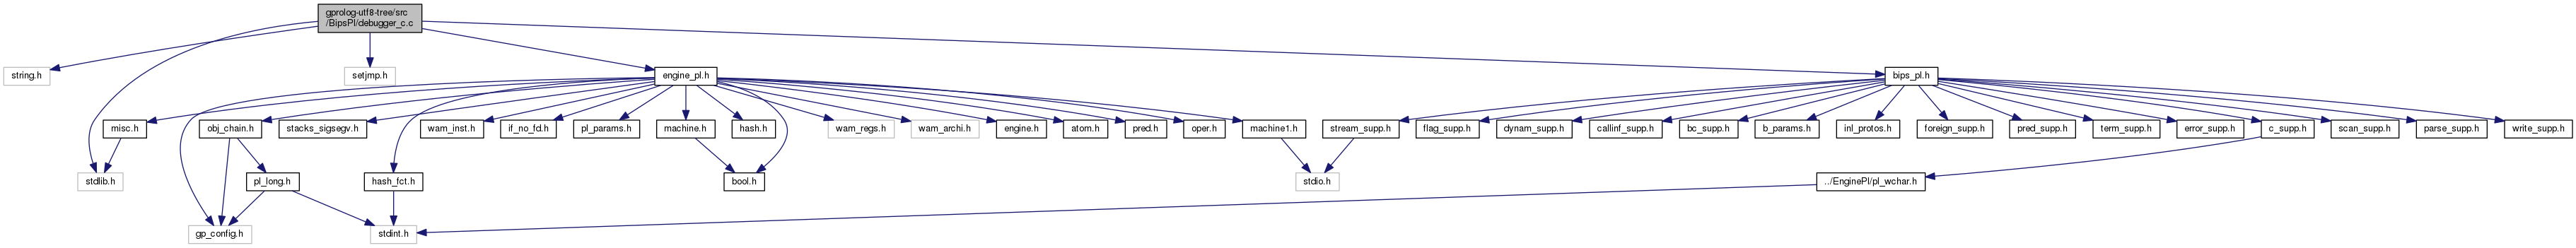 gprolog-utf8-tree/src
/BipsPl/debugger_c.c
string.h
setjmp.h
engine_pl.h
bips_pl.h
misc.h
obj_chain.h
stacks_sigsegv.h
wam_inst.h
if_no_fd.h
pl_params.h
machine.h
hash.h
wam_regs.h
wam_archi.h
engine.h
atom.h
pred.h
oper.h
machine1.h
stream_supp.h
flag_supp.h
dynam_supp.h
callinf_supp.h
bc_supp.h
b_params.h
inl_protos.h
foreign_supp.h
pred_supp.h
term_supp.h
error_supp.h
c_supp.h
scan_supp.h
parse_supp.h
write_supp.h
stdlib.h
pl_long.h
hash_fct.h
bool.h
stdio.h
../EnginePl/pl_wchar.h
gp_config.h
stdint.h